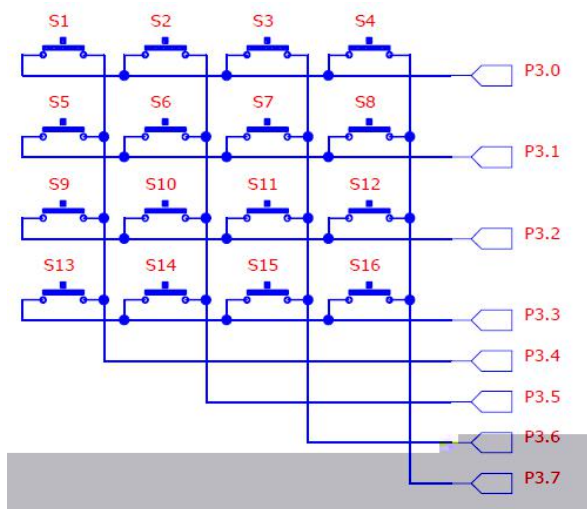 S1 S2 S3 S4
P3.0
S5 S6 S7 S8
P3.1
S9 S10 S11 S12
P3.2
S13 S14 S15 S16
P3.3
P3.4
P3.5
P3.6
P3.7